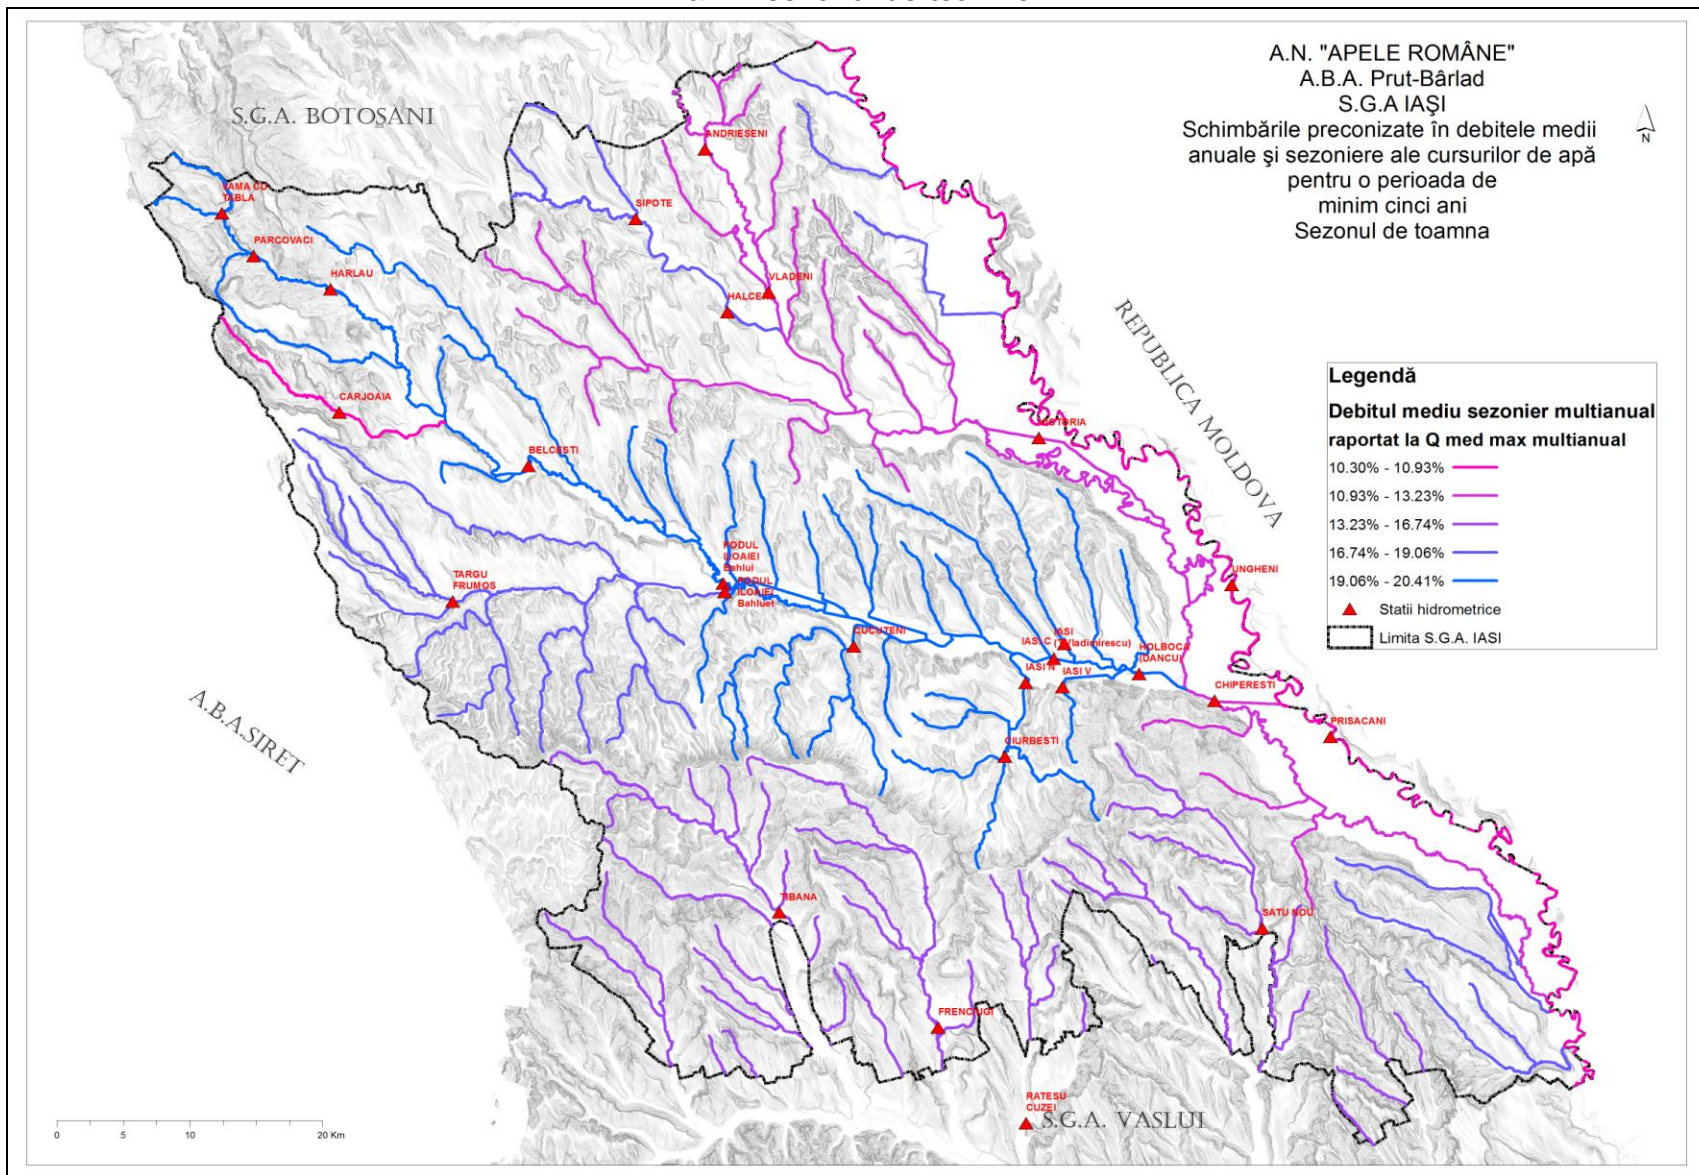 A.N. "APELE ROMÂNE"
A.B.A. Prut-Bârlad
S.G.A IAŞI
Schimbările preconizate în debitele medii
anuale şi sezoniere ale cursurilor de apă
pentru o perioada de
minim cinci ani
Sezonul de toamna
N
S.G.A. BOTOȘANI
ANDRIESENI
TABLA
SIPOTE
PARCOVACI
HARLAU
VLADENI
REPUBLICA MOLDOVA
CARJOAIA
BELCESTI
Legendă
Debitul mediu sezonier multianual
raportat la Q med max multianual
10.30% - 10.93%
10.93% - 13.23%
13.23% - 16.74%
16.74% - 19.06%
19.06% - 20.41%
Statii hidrometrice
Limita S.G.A. IASI
PODUL
ILOAIEI
Bahlui
PODUL
ILOAIEI
Bahluet
TARGU
FRUMOS
UNGHENI
CUCUTENI
IASI C
IASI
HOLBOCA
(DANCU)
IASI N
IASI V
CHIPERESTI
PRISACANI
CIURBESTI
A.B.A.SIRET
TIBANA
SATU NOU
FRENCIUGI
RATESU
CUZEI
S.G.A. VASLUI
0 5 10 20 Km